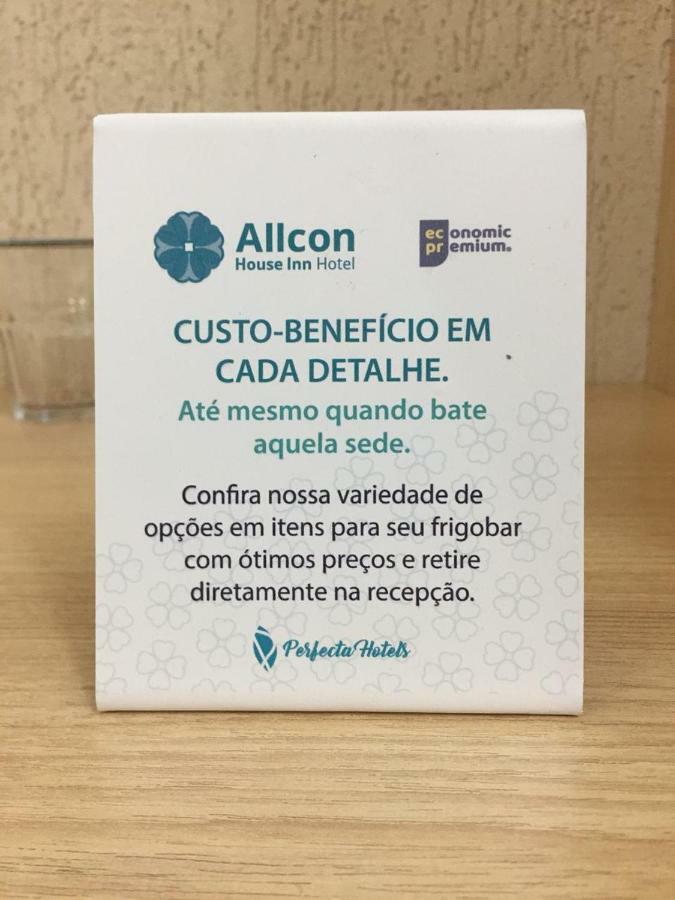 Allcon
House Inn Hotel
economic
premium.
CUSTO-BENEFÍCIO EM
CADA DETALHE.
Até mesmo quando bate
aquela sede.
Confira nossa variedade de
opções em itens para seu frigobar
com ótimos preços e retire
diretamente na recepção.
Perfecta Hotels